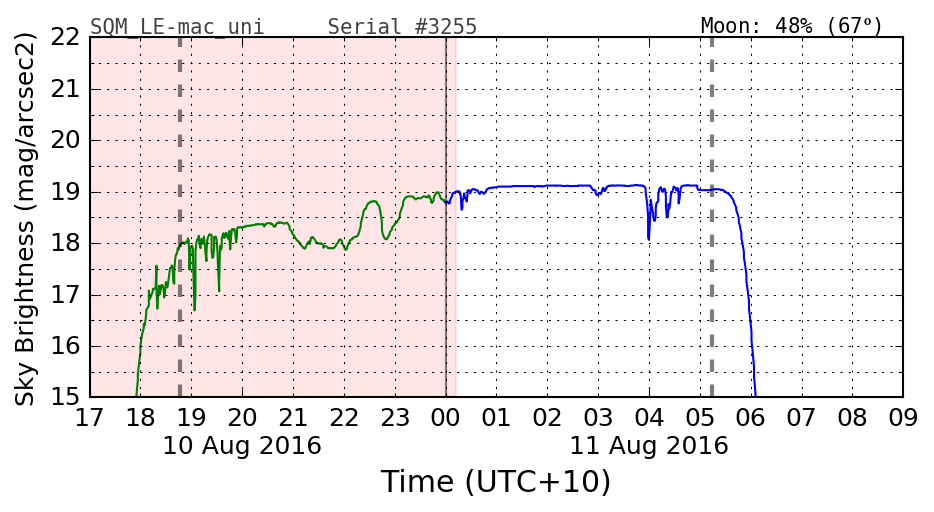 SQM_LE-mac_uni Serial #3255 Moon: 48% (67°)
Sky Brightness (mag/arcsec2)
22
21
20
19
18
17
16
15
17 18 19 20 21 22 23 00 01 02 03 04 05 06 07 08 09
10 Aug 2016 11 Aug 2016
Time (UTC+10)